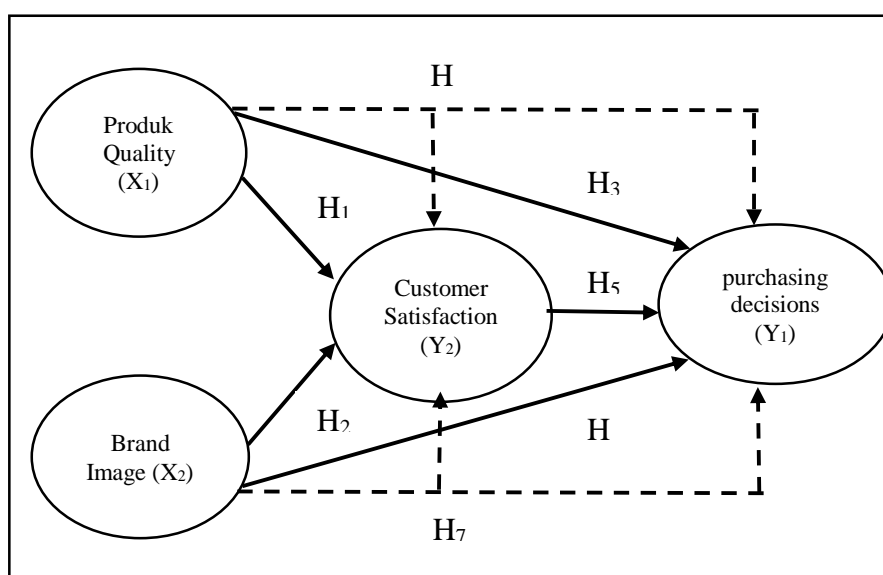 H
Produk
Quality
(X₁)
H₃
H₁
Customer
Satisfaction
(Y₂)
H₅
purchasing
decisions
(Y₁)
H₂
H
Brand
Image (X₂)
H₇